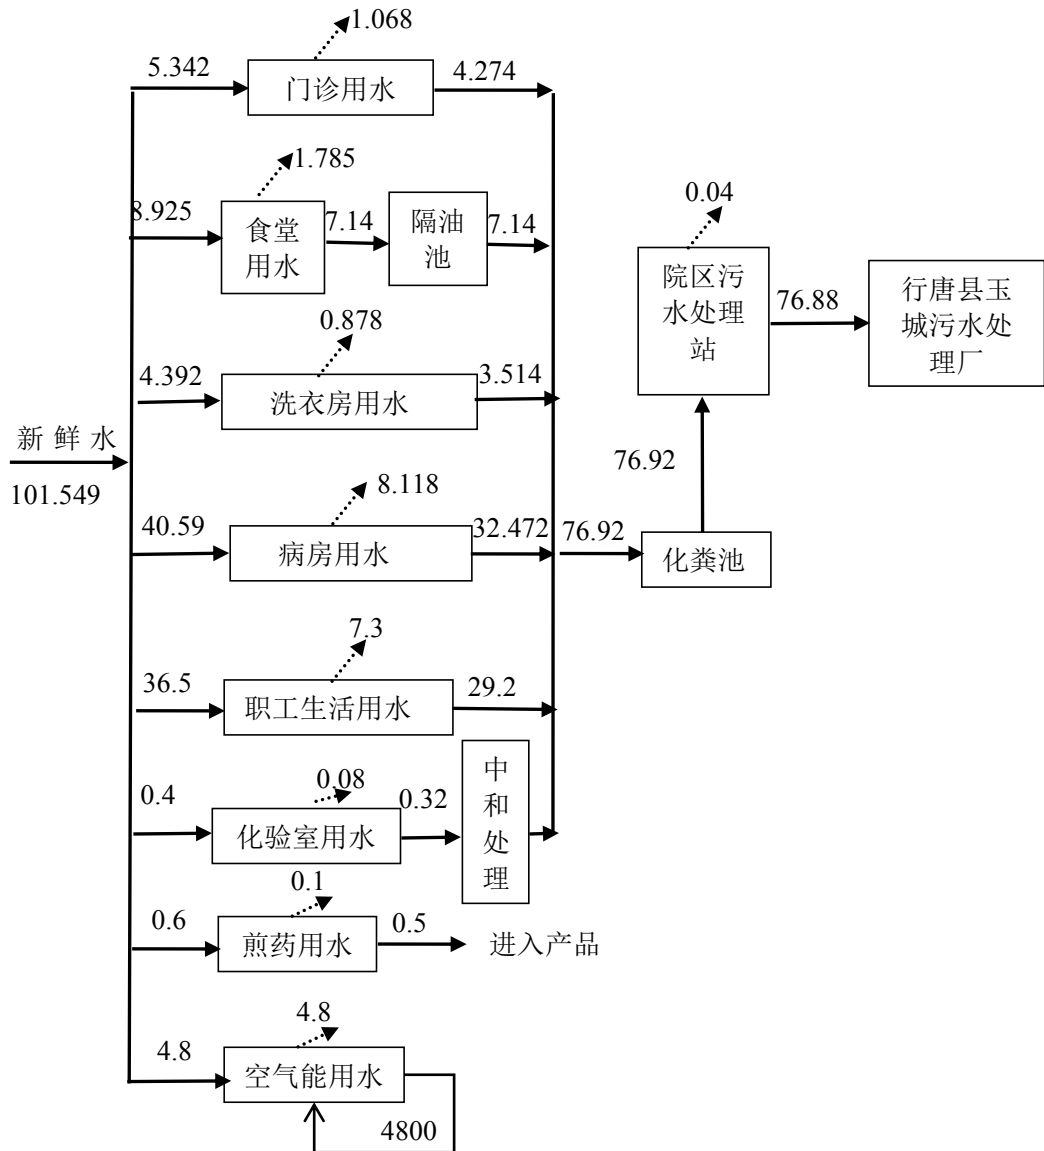 1.068
5.342
门诊用水
4.274
1.785
8.925
食堂
用水
7.14
隔油
池
7.14
0.04
院区污
水处理
站
76.88
行唐县玉
城污水处
理厂
0.878
4.392
洗衣房用水
3.514
新鲜水
101.549
76.92
8.118
40.59
病房用水
32.472
76.92
化粪池
7.3
36.5
职工生活用水
29.2
0.08
0.4
化验室用水
0.32
中
和
处
理
0.1
0.6
煎药用水
0.5
进入产品
4.8
4.8
空气能用水
4800